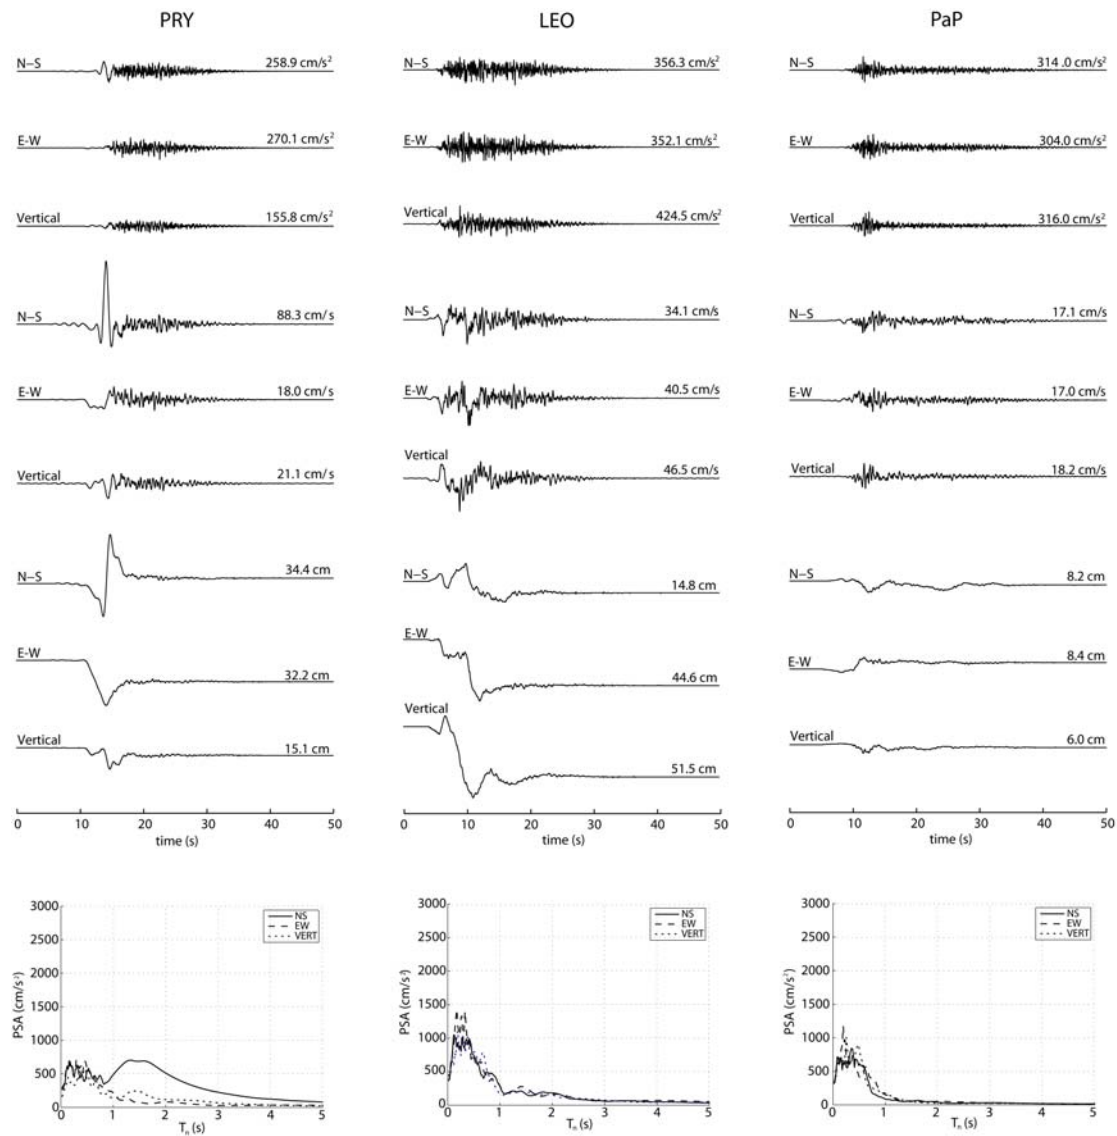 PRY
LEO
PaP
N–S 258.9 cm/s²
N–S 356.3 cm/s²
N–S 314 .0 cm/s²
E-W 270.1 cm/s²
E-W 352.1 cm/s²
E-W 304.0 cm/s²
Vertical 155.8 cm/s²
Vertical 424.5 cm/s²
Vertical 316.0 cm/s²
N–S 88.3 cm/s
N–S 34.1 cm/s
N–S 17.1 cm/s
E-W 18.0 cm/s
E-W 40.5 cm/s
E-W 17.0 cm/s
Vertical 21.1 cm/s
Vertical 46.5 cm/s
Vertical 18.2 cm/s
N–S 34.4 cm
N–S 14.8 cm
N–S 8.2 cm
E-W 32.2 cm
E-W 44.6 cm
E-W 8.4 cm
Vertical 15.1 cm
Vertical 51.5 cm
Vertical 6.0 cm
0 10 20 30 40 50
time (s)
0 10 20 30 40 50
time (s)
0 10 20 30 40 50
time (s)
PSA (cm/s²)
3000
2500
2000
1500
1000
500
0
NS
EW
VERT
0 1 2 3 4 5
Tn (s)
PSA (cm/s²)
3000
2500
2000
1500
1000
500
0
NS
EW
VERT
0 1 2 3 4 5
Tn (s)
PSA (cm/s²)
3000
2500
2000
1500
1000
500
0
NS
EW
VERT
0 1 2 3 4 5
Tn (s)